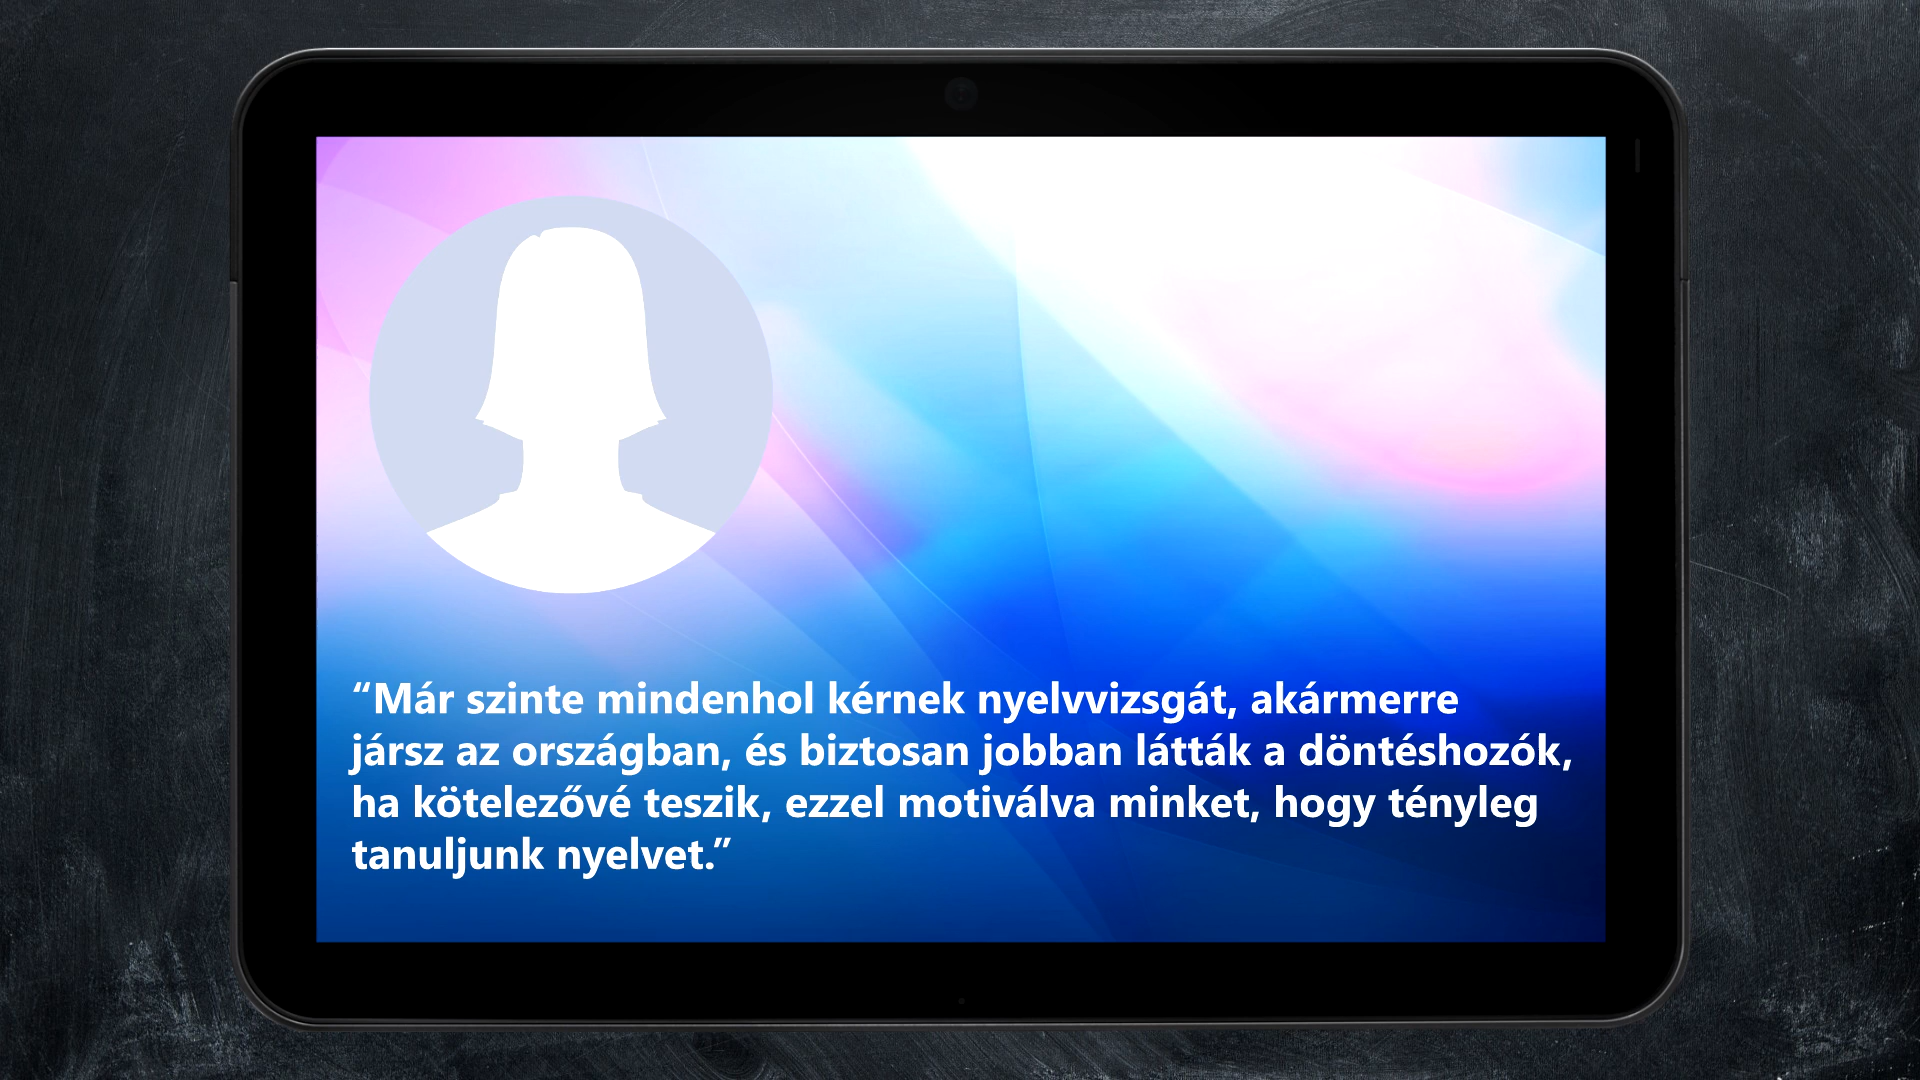 “Már szinte mindenhol kérnek nyelvvizsgát, akármerre
jársz az országban, és biztosan jobban látták a döntéshozók,
ha kötelezővé teszik, ezzel motiválva minket, hogy tényleg
tanuljunk nyelvet.”